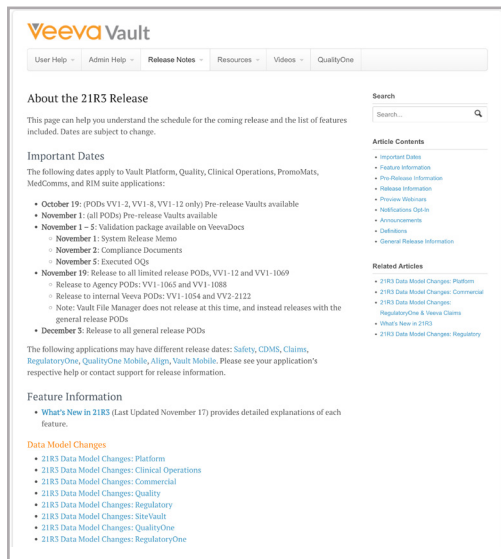 Veeva Vault
User Help
Admin Help
Release Notes
Resources
Videos
QualityOne
About the 21R3 Release
This page can help you understand the schedule for the coming release and the list of features
included. Dates are subject to change.
Important Dates
The following dates apply to Vault Platform, Quality, Clinical Operations, PromoMats,
MedComms, and RIM suite applications:
• October 19: (PODs VV1-2, VV1-8, VV1-12 only) Pre-release Vaults available
• November 1: (all PODs) Pre-release Vaults available
• November 1 – 5: Validation package available on VeevaDocs
◦ November 1: System Release Memo
◦ November 2: Compliance Documents
◦ November 5: Executed OQs
• November 19: Release to all limited release PODs, VV1-12 and VV1-1069
◦ Release to Agency PODs: VV1-1065 and VV1-1088
◦ Release to internal Veeva PODs: VV1-1054 and VV2-2122
◦ Note: Vault File Manager does not release at this time, and instead releases with the
general release PODs
• December 3: Release to all general release PODs
The following applications may have different release dates: Safety, CDMS, Claims,
RegulatoryOne, QualityOne Mobile, Align, Vault Mobile. Please see your application's
respective help or contact support for release information.
Feature Information
• What's New in 21R3 (Last Updated November 17) provides detailed explanations of each
feature.
Data Model Changes
• 21R3 Data Model Changes: Platform
• 21R3 Data Model Changes: Clinical Operations
• 21R3 Data Model Changes: Commercial
• 21R3 Data Model Changes: Quality
• 21R3 Data Model Changes: Regulatory
• 21R3 Data Model Changes: SiteVault
• 21R3 Data Model Changes: QualityOne
• 21R3 Data Model Changes: RegulatoryOne
Search
Search...
Article Contents
• Important Dates
• Feature Information
• Pre-Release Information
• Release Information
• Preview Webinars
• Notifications Opt-In
• Announcements
• Definitions
• General Release Information
Related Articles
• 21R3 Data Model Changes: Platform
• 21R3 Data Model Changes: Commercial
• 21R3 Data Model Changes:
RegulatoryOne & Veeva Claims
• What's New in 21R3
• 21R3 Data Model Changes: Regulatory